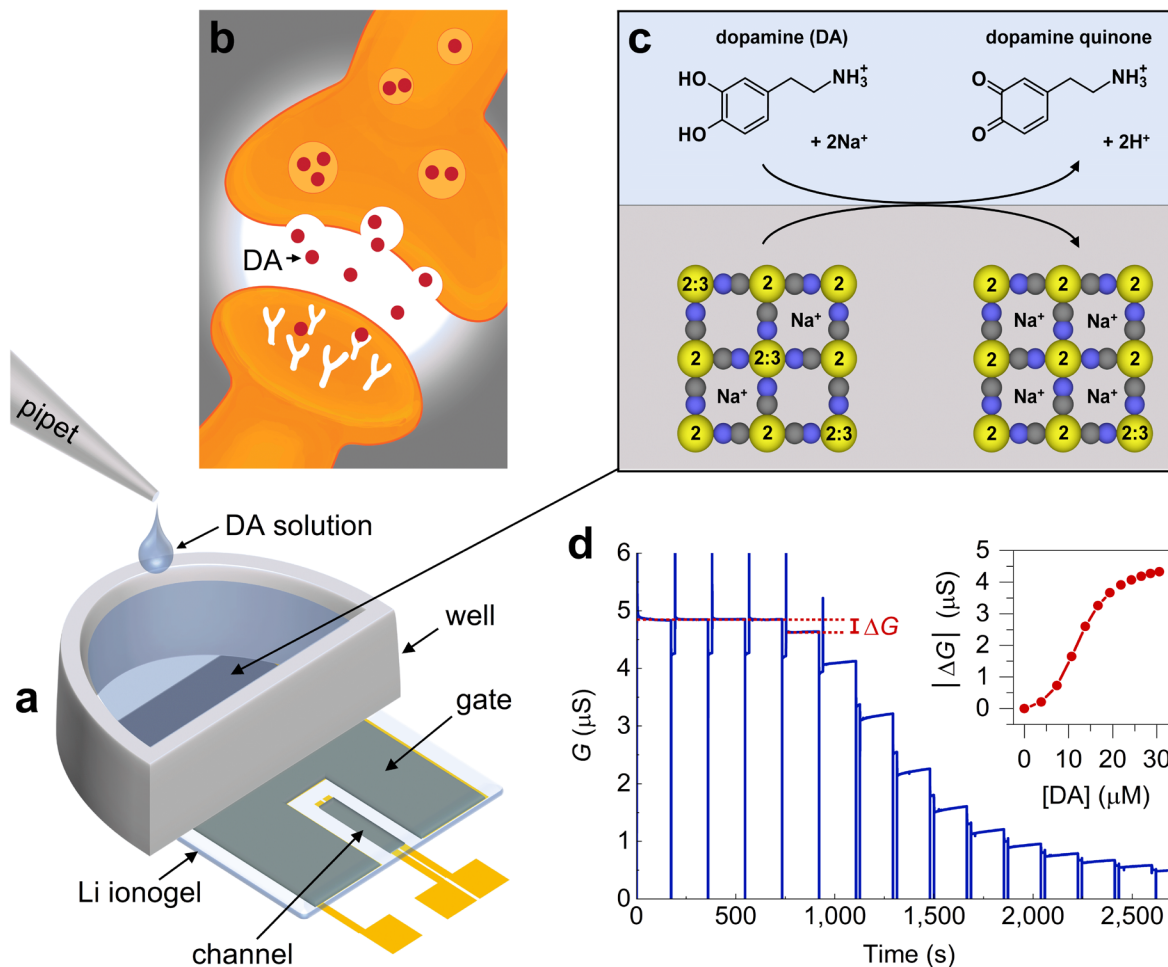 b
DA
c
dopamine (DA)
dopamine quinone
HO
HO
NH₃⁺
+ 2Na⁺
O
O
NH₃⁺
+ 2H⁺
2:3 2 2
Na⁺
2 2:3 2
Na⁺
2 2 2:3
2 2 2
Na⁺ Na⁺
2 2 2
Na⁺ Na⁺
2 2 2:3
pipet
DA solution
well
a
gate
Li ionogel
channel
d
6
5
4
3
2
1
0
G (μS)
ΔG
0 500 1,000 1,500 2,000 2,500
Time (s)
5
4
3
2
1
0
|ΔG| (μS)
0 10 20 30
[DA] (μM)